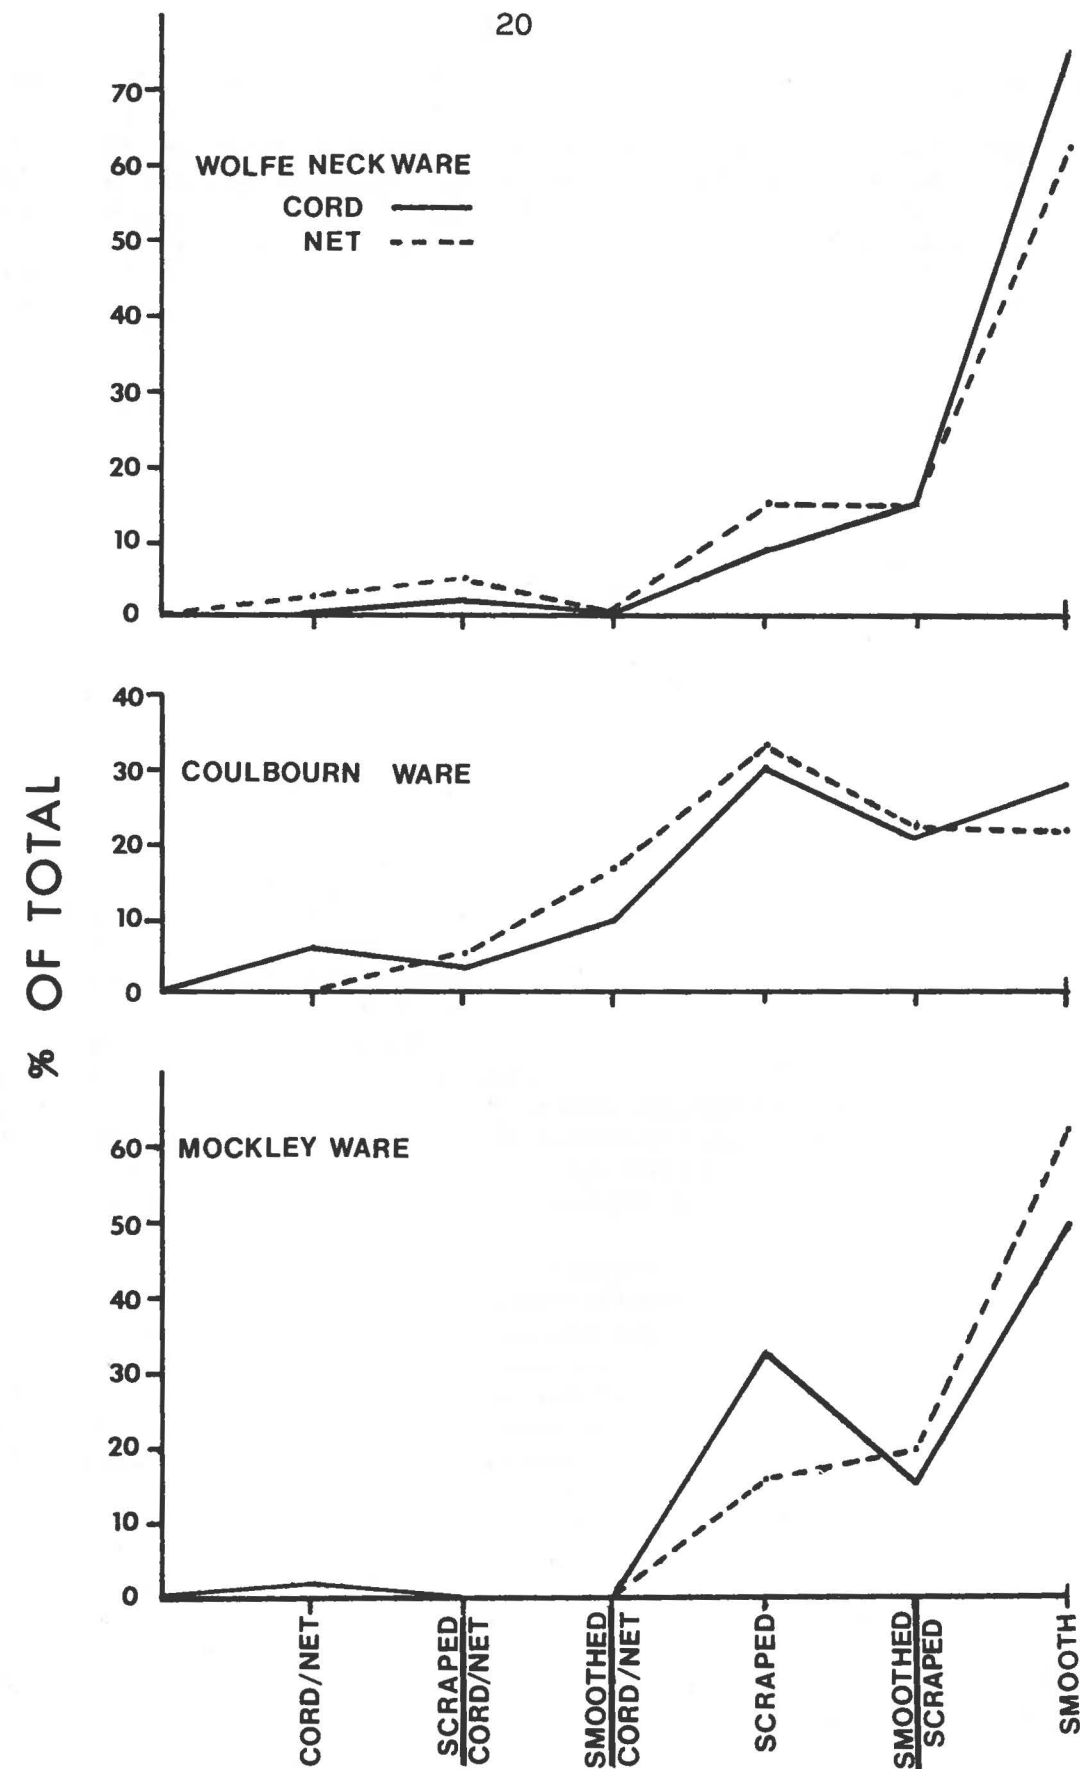 20
70
60
50
40
30
20
10
0
WOLFE NECK WARE
CORD
NET
40
30
20
10
0
COULBOURN WARE
% OF TOTAL
60
50
40
30
20
10
0
MOCKLEY WARE
CORD/NET
SCRAPED
CORD/NET
SMOOTHED
CORD/NET
SCRAPED
SMOOTHED
SCRAPED
SMOOTH